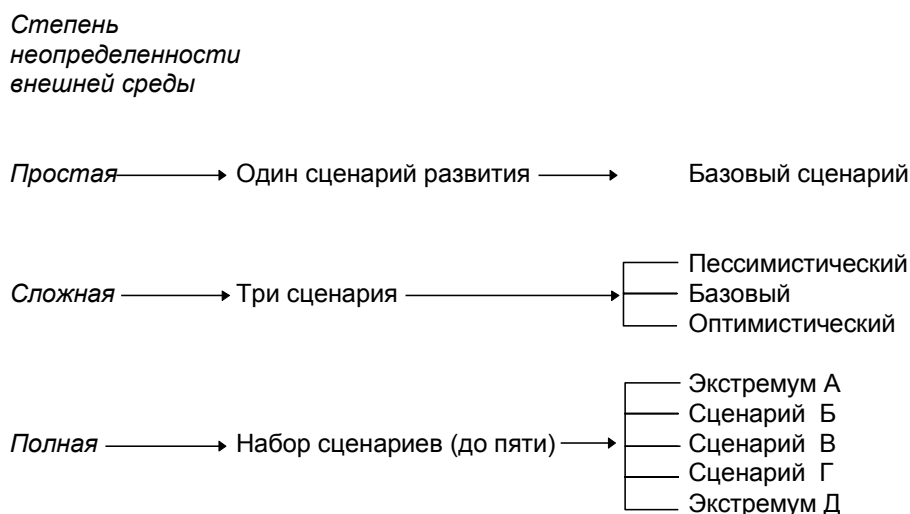 Степень
неопределенности
внешней среды
Простая Один сценарий развития Базовый сценарий
Сложная Три сценария
Пессимистический
Базовый
Оптимистический
Полная Набор сценариев (до пяти)
Экстремум А
Сценарий Б
Сценарий В
Сценарий Г
Экстремум Д